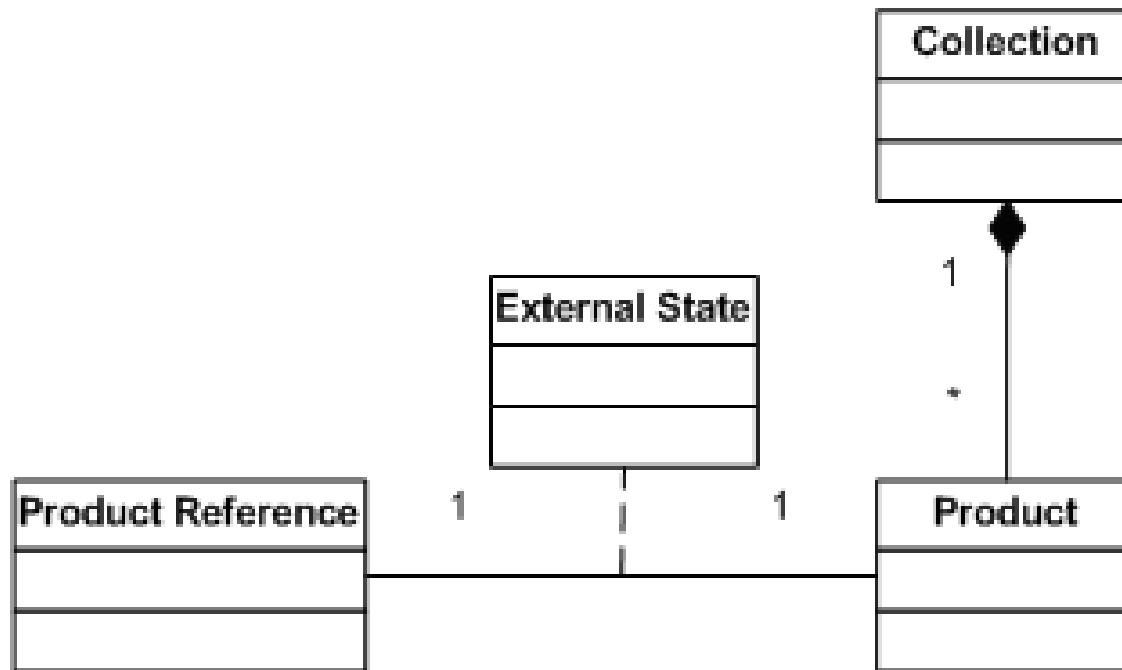 Collection
1
External State
*
Product Reference
1
1
Product